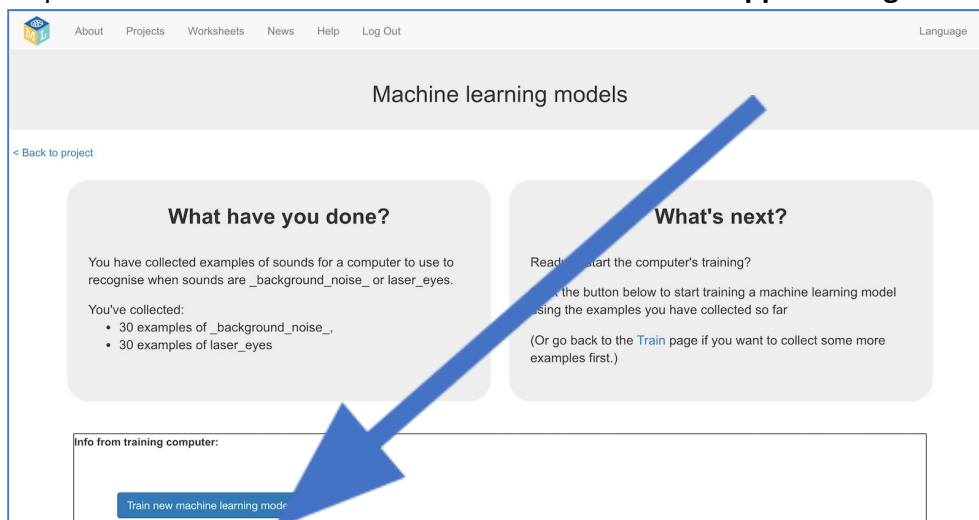 About Projects Worksheets News Help Log Out Language
Machine learning models
< Back to project
What have you done?
You have collected examples of sounds for a computer to use to
recognise when sounds are _background_noise_ or laser_eyes.
You've collected:
• 30 examples of _background_noise_,
• 30 examples of laser_eyes
What's next?
start the computer's training?
the button below to start training a machine learning model
using the examples you have collected so far
(Or go back to the Train page if you want to collect some more
examples first.)
Info from training computer:
Train new machine learning model